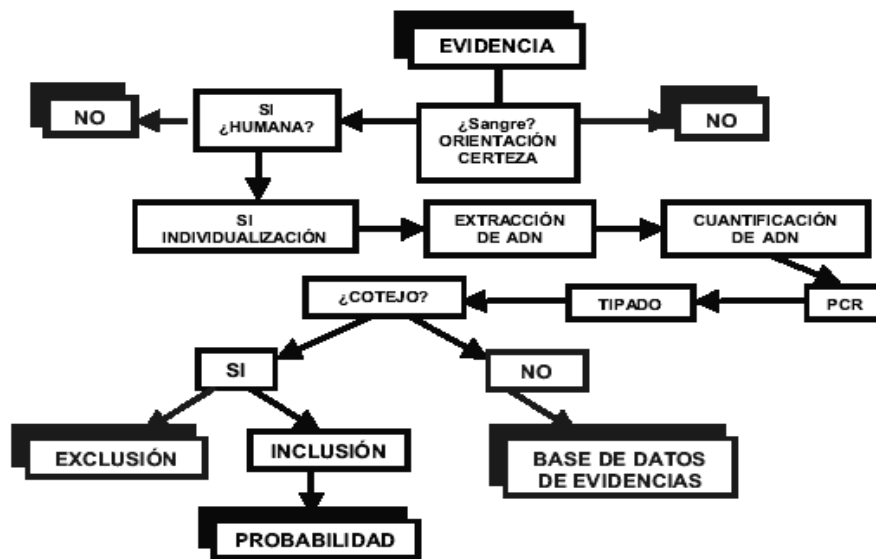 EVIDENCIA
NO
SI
¿HUMANA?
¿Sangre?
ORIENTACIÓN
CERTEZA
NO
SI
INDIVIDUALIZACIÓN
EXTRACCIÓN
DE ADN
CUANTIFICACIÓN
DE ADN
¿COTEJO?
TIPADO
PCR
SI
NO
EXCLUSIÓN
INCLUSIÓN
BASE DE DATOS
DE EVIDENCIAS
PROBABILIDAD